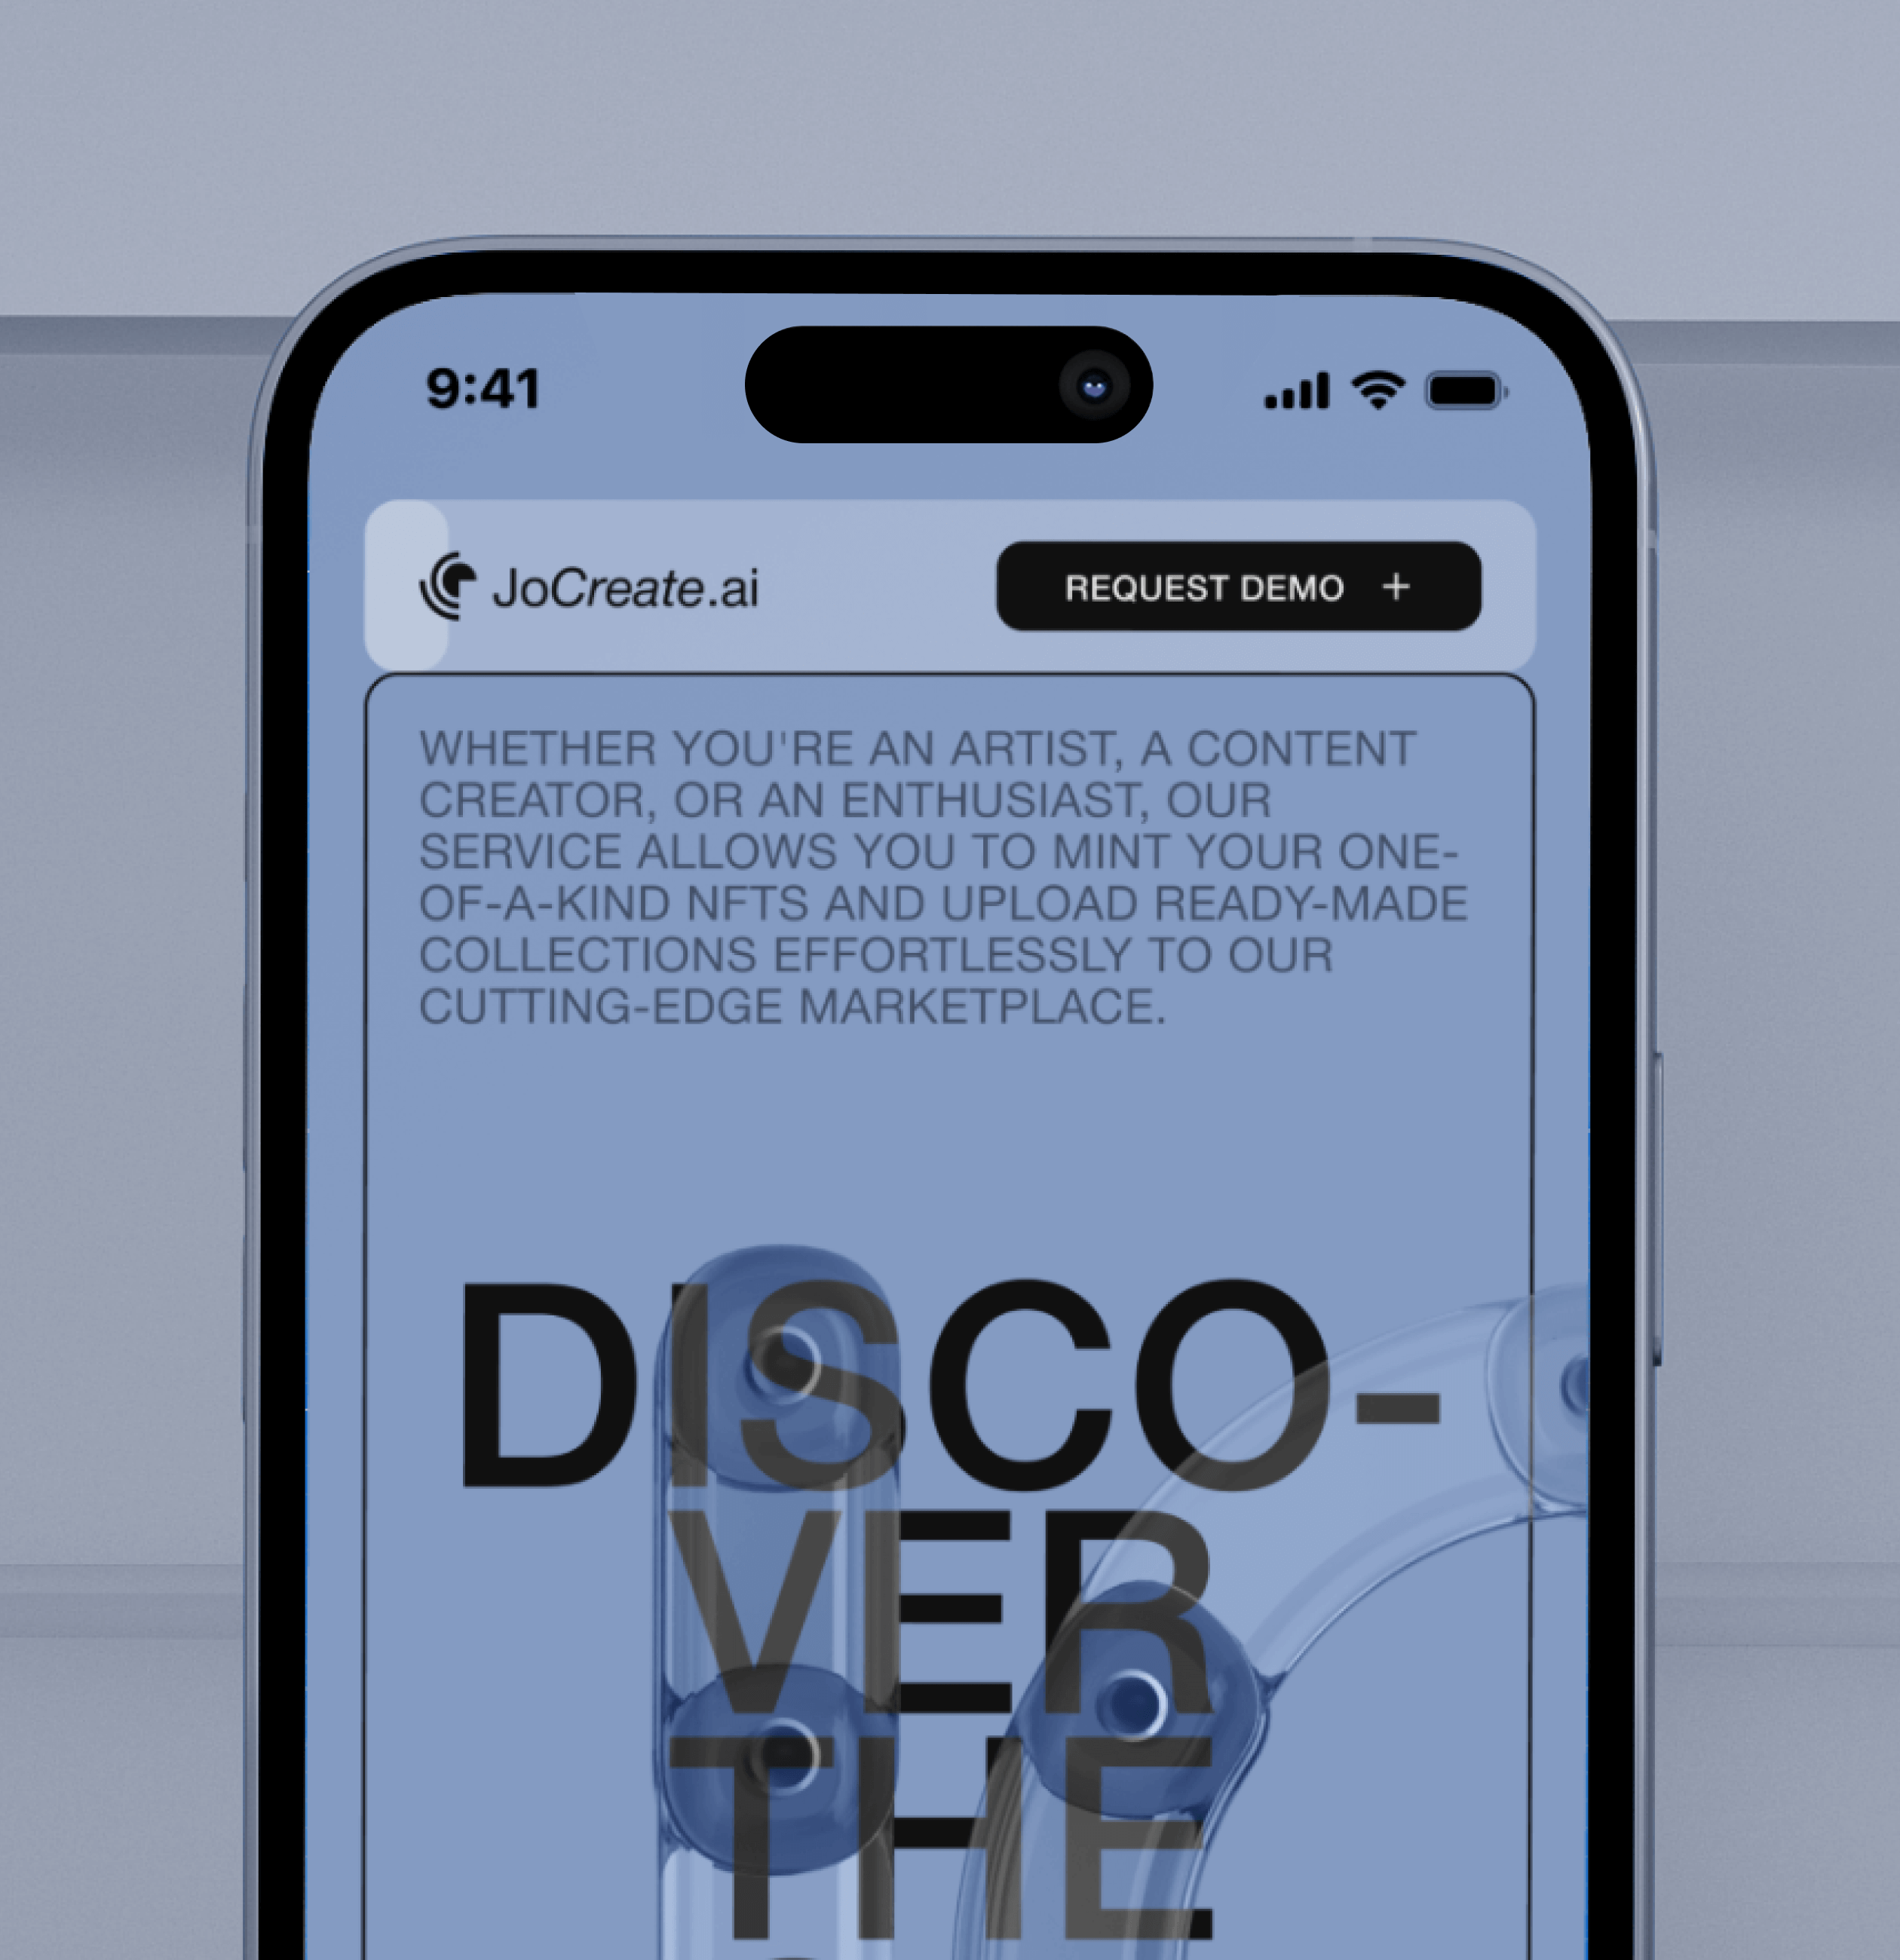 9:41
JoCreate.ai
REQUEST DEMO +
WHETHER YOU'RE AN ARTIST, A CONTENT
CREATOR, OR AN ENTHUSIAST, OUR
SERVICE ALLOWS YOU TO MINT YOUR ONE-
OF-A-KIND NFTS AND UPLOAD READY-MADE
COLLECTIONS EFFORTLESSLY TO OUR
CUTTING-EDGE MARKETPLACE.
DISCO-
VER
THE